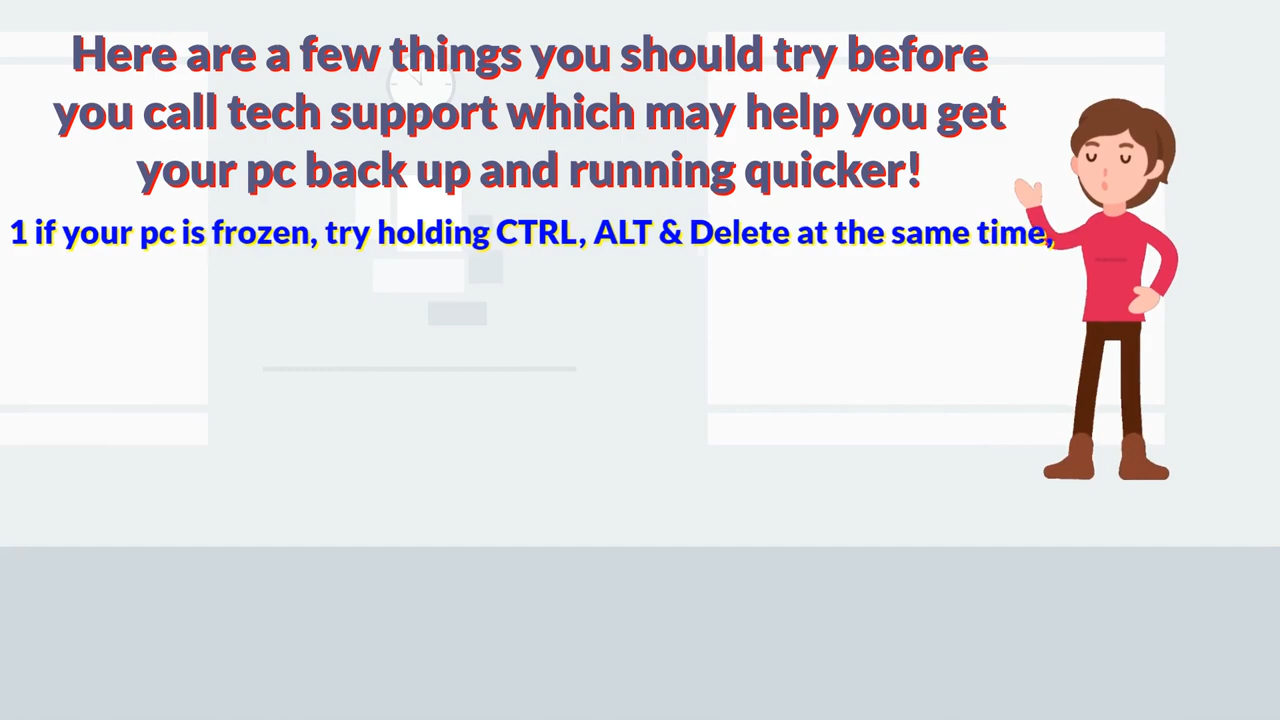 Here are a few things you should try before
you call tech support which may help you get
your pc back up and running quicker!
1 if your pc is frozen, try holding CTRL, ALT & Delete at the same time,